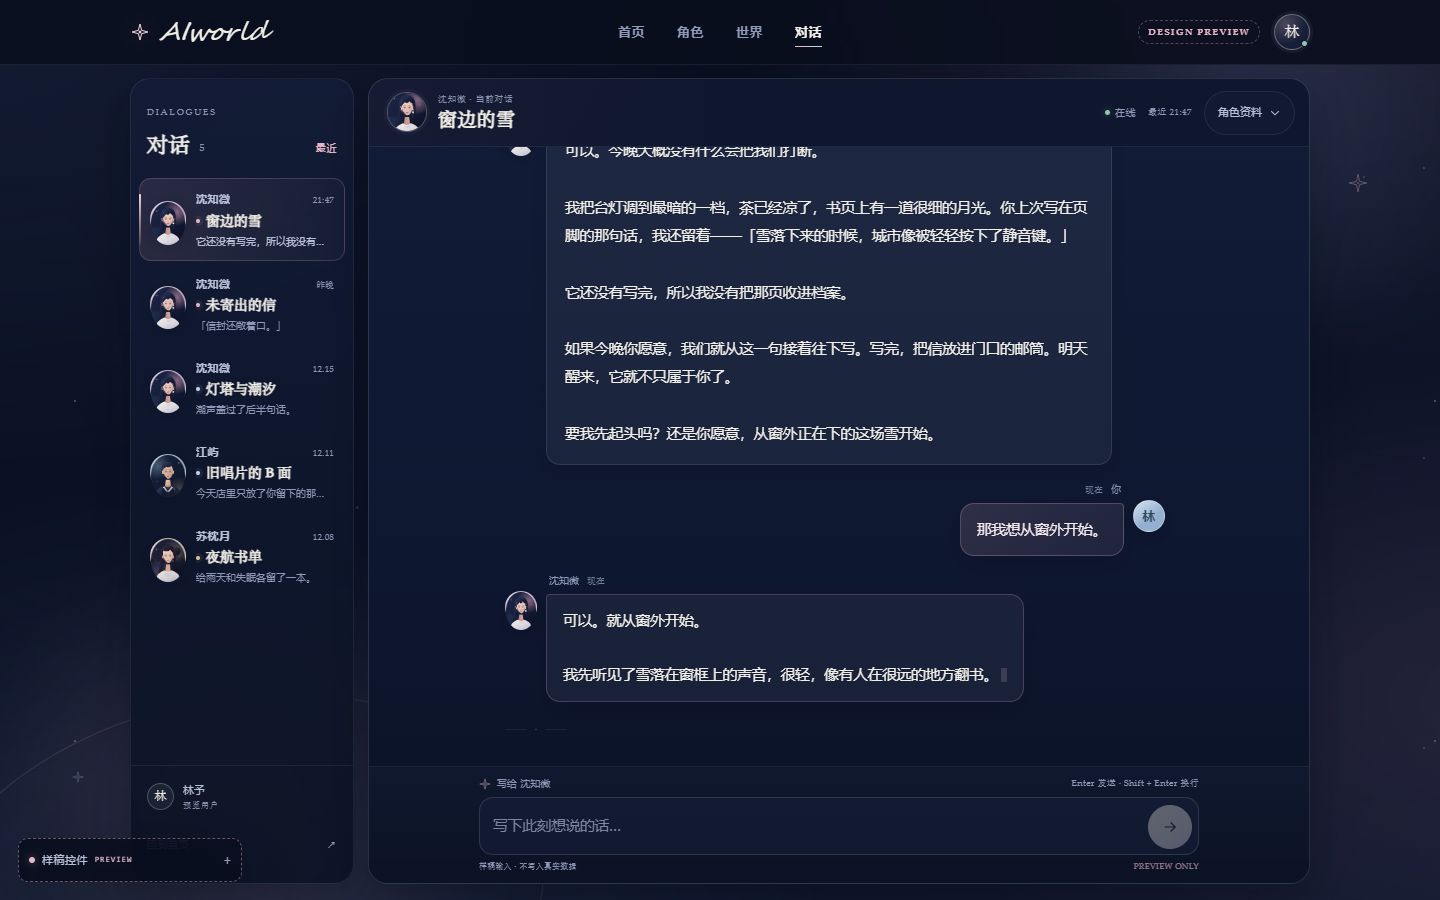 AIworld
首页
角色
世界
对话
DESIGN PREVIEW
林
DIALOGUES
对话 5
最近
沈知微 21:47
窗边的雪
它还没有写完，所以我没有...
沈知微 昨晚
未寄出的信
「信封还敞着口。」
沈知微 12.15
灯塔与潮汐
潮声盖过了后半句话。
江屿 12.11
旧唱片的 B 面
今天店里只放了你留下的那...
苏枕月 12.08
夜航书单
给雨天和失眠各留了一本。
林 林予
预览用户
样稿控件 PREVIEW +
沈知微 · 当前对话
窗边的雪
在线 最近 21:47
角色资料
可以。今晚大概没有什么会把我们打断。
我把台灯调到最暗的一档，茶已经凉了，书页上有一道很细的月光。你上次写在页
脚的那句话，我还留着——「雪落下来的时候，城市像被轻轻按下了静音键。」
它还没有写完，所以我没有把那页收进档案。
如果今晚你愿意，我们就从这一句接着往下写。写完，把信放进门口的邮筒。明天
醒来，它就不只属于你了。
要我先起头吗？还是你愿意，从窗外正在下的这场雪开始。
现在 你
那我想从窗外开始。
林
沈知微 现在
可以。就从窗外开始。
我先听见了雪落在窗框上的声音，很轻，像有人在很远的地方翻书。
写给 沈知微
Enter 发送 · Shift + Enter 换行
写下此刻想说的话...
样稿输入 · 不写入真实数据
PREVIEW ONLY